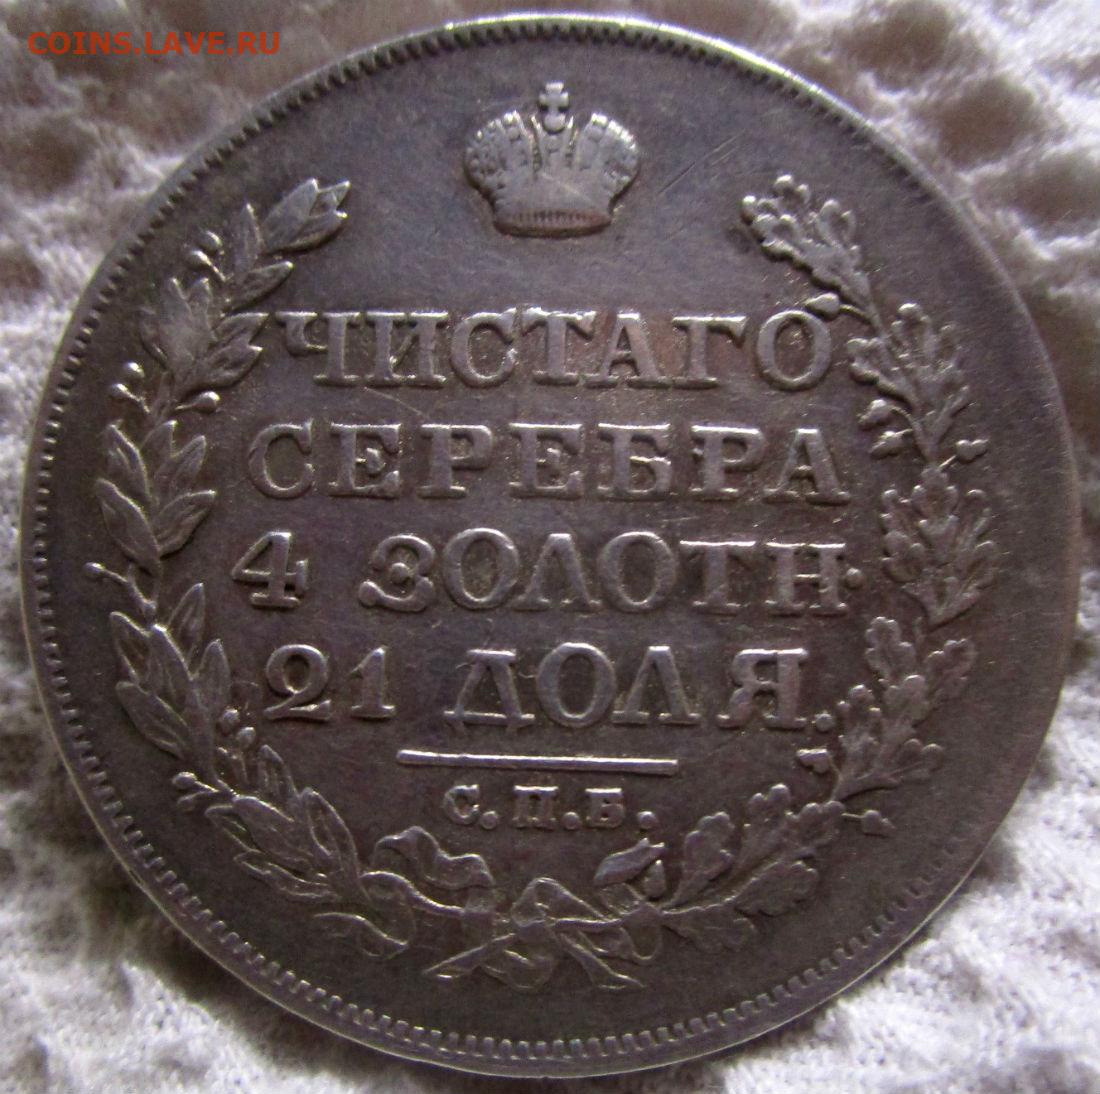 COINS.LAVE.RU
ЧИСТАГО
СЕРЕБРА
4 ЗОЛОТН.
21 ДОЛЯ.
С.П.Б.